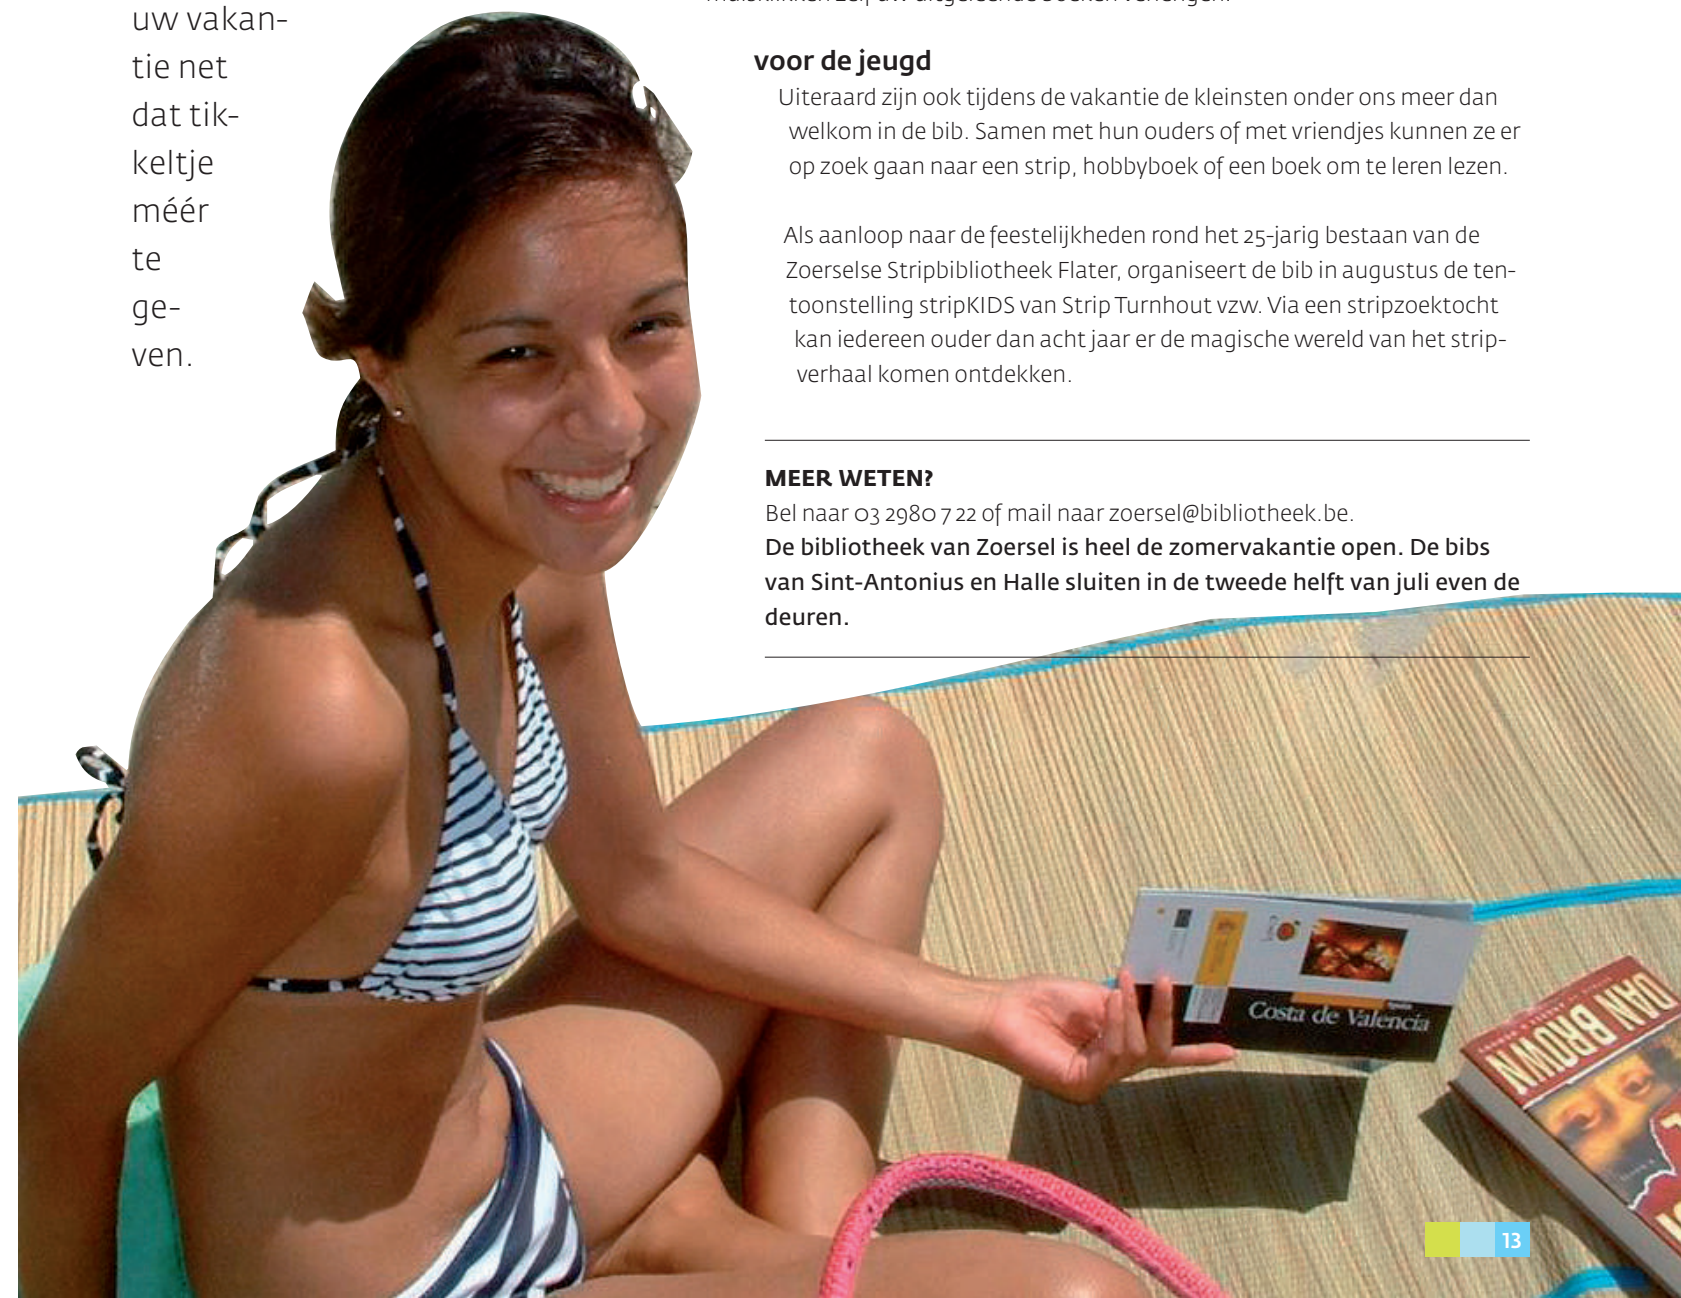 uw vakan-
tie net
dat tik-
keltje
méér
te
ge-
ven.
voor de jeugd
Uiteraard zijn ook tijdens de vakantie de kleinsten onder ons meer dan
welkom in de bib. Samen met hun ouders of met vriendjes kunnen ze er
op zoek gaan naar een strip, hobbyboek of een boek om te leren lezen.
Als aanloop naar de feestelijkheden rond het 25-jarig bestaan van de
Zoerselse Stripbibliotheek Flater, organiseert de bib in augustus de ten-
toonstelling stripKIDS van Strip Turnhout vzw. Via een stripzoektocht
kan iedereen ouder dan acht jaar er de magische wereld van het strip-
verhaal komen ontdekken.
MEER WETEN?
Bel naar 03 2980 7 22 of mail naar zoersel@bibliotheek.be.
De bibliotheek van Zoersel is heel de zomervakantie open. De bibs
van Sint-Antonius en Halle sluiten in de tweede helft van juli even de
deuren.
Costa de Valencia
DAN BROWN
13